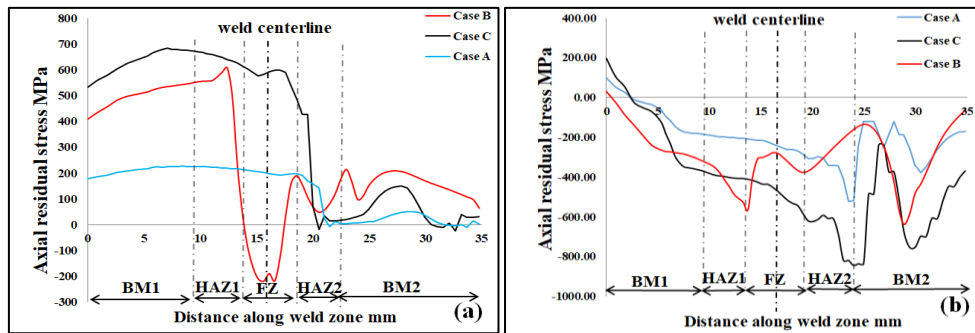 weld centerline
Axial residual stress MPa
800
700
600
500
400
300
200
100
0
-100
-200
300
Case B
Case C
Case A
0 5 10 15 20 25 30 35
BM1 HAZ1 FZ HAZ2 BM2
(a)
Distance along weld zone mm
weld centerline
Axial residual stress MPa
400.00
200.00
0.00
-200.00
-400.00
-600.00
-800.00
-1000.00
Case A
Case C
Case B
0 5 10 15 20 25 30 35
BM1 HAZ1 FZ HAZ2 BM2
(b)
Distance along weld zone mm